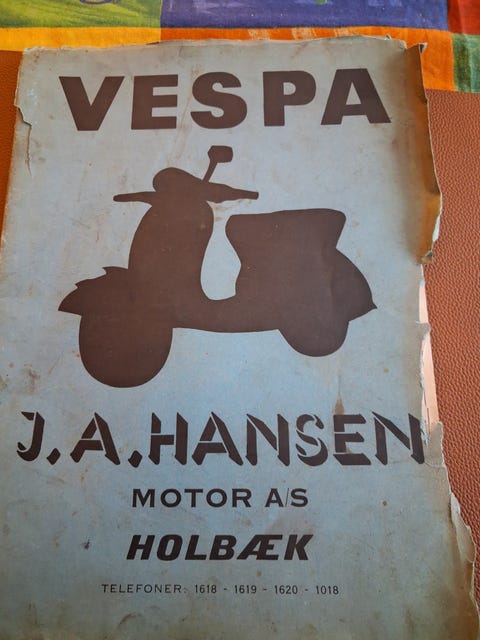 VESPA
J.A.HANSEN
MOTOR A/S
HOLBÆK
TELEFONER: 1618 - 1619 - 1620 - 1018